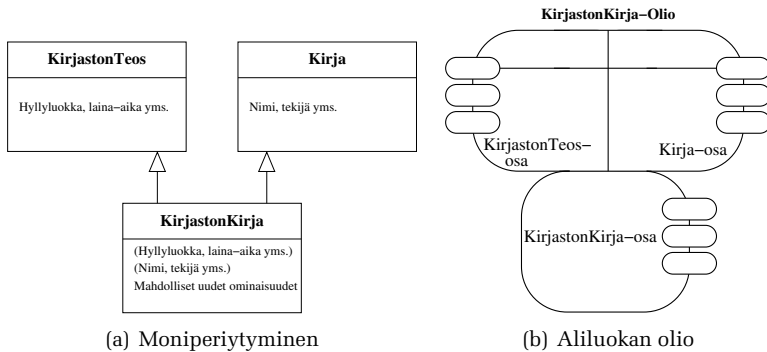 KirjastonTeos
Hyllyluokka, laina−aika yms.
Kirja
Nimi, tekijä yms.
KirjastonKirja
(Hyllyluokka, laina−aika yms.)
(Nimi, tekijä yms.)
Mahdolliset uudet ominaisuudet
(a) Moniperiytyminen
KirjastonKirja−Olio
KirjastonTeos−
osa
Kirja−osa
KirjastonKirja−osa
(b) Aliluokan olio